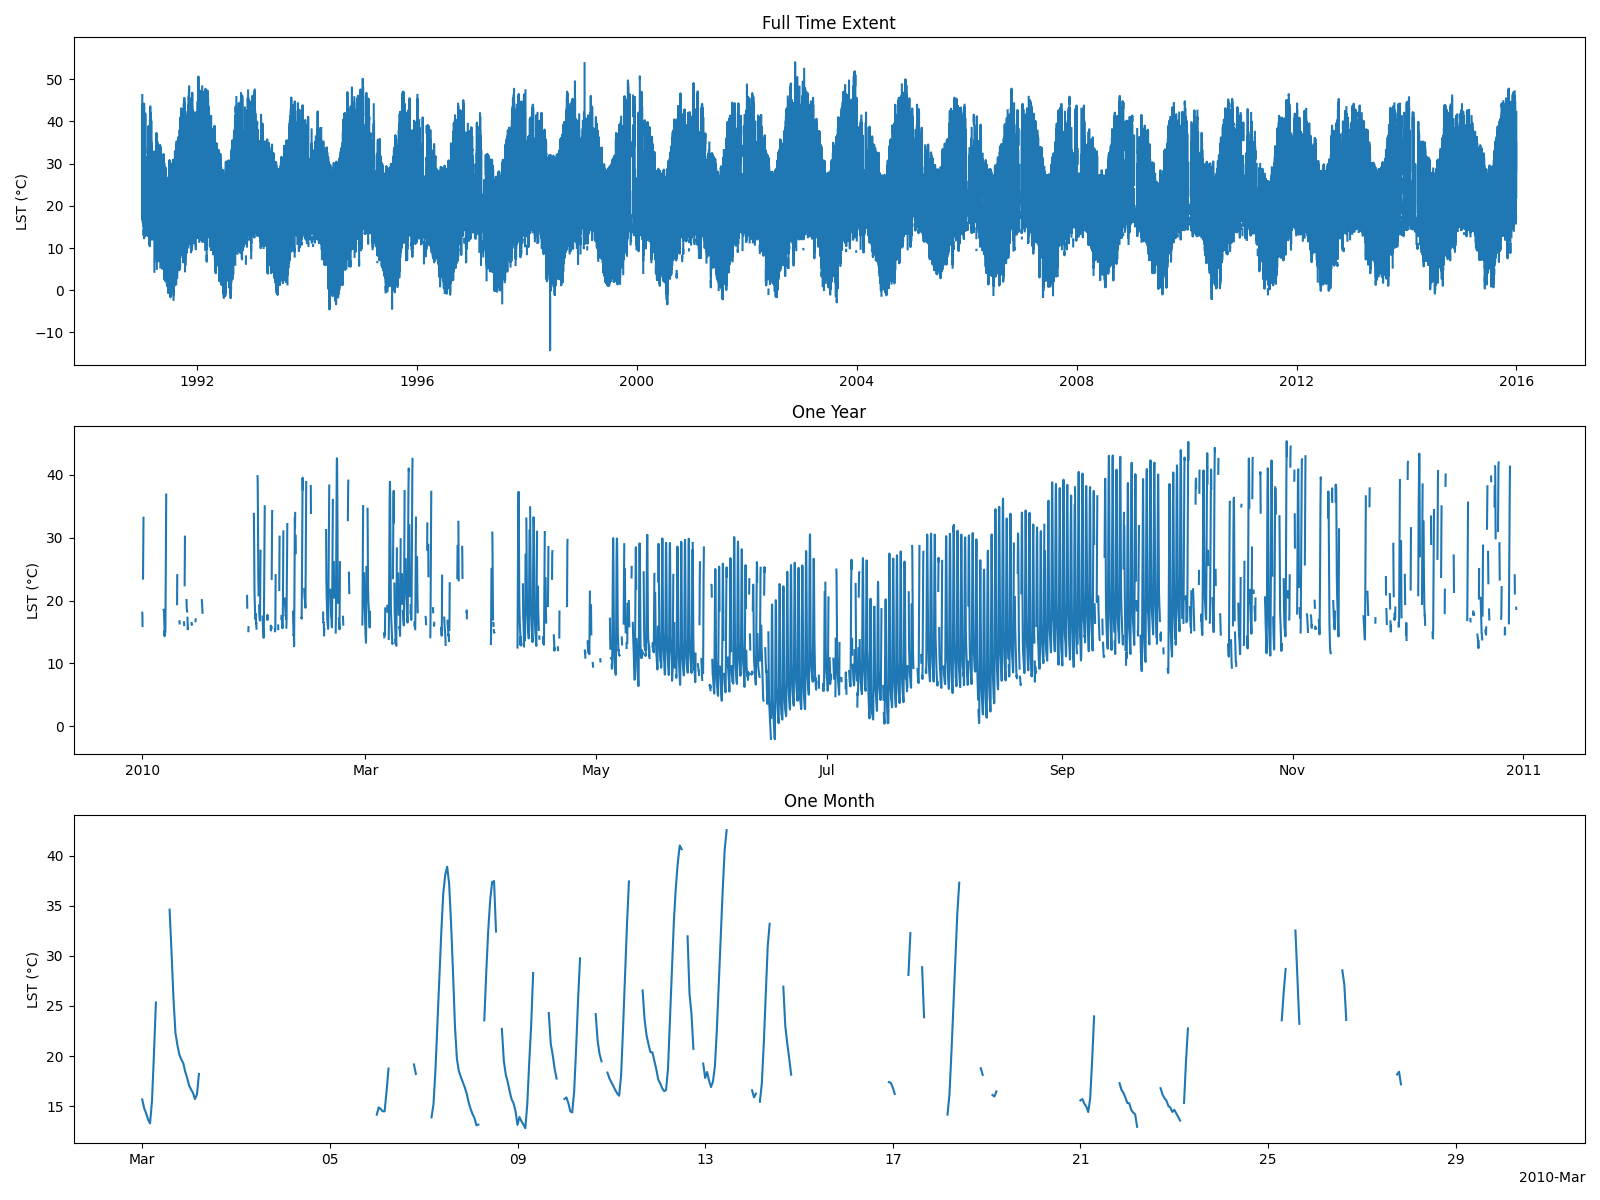 Full Time Extent
50
40
30
20
10
0
−10
LST (°C)
1992 1996 2000 2004 2008 2012 2016
One Year
40
30
20
10
0
LST (°C)
2010 Mar May Jul Sep Nov 2011
One Month
40
35
30
25
20
15
LST (°C)
Mar 05 09 13 17 21 25 29
2010-Mar